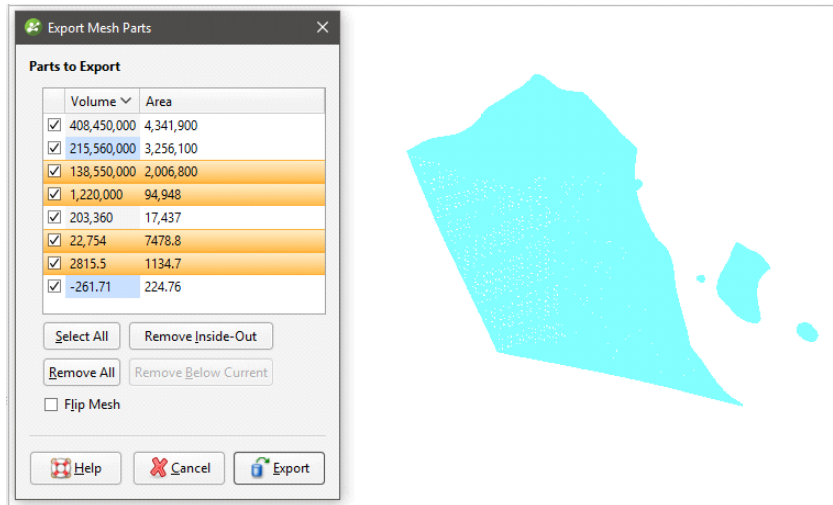 Export Mesh Parts
Parts to Export
Volume Area
408,450,000 4,341,900
215,560,000 3,256,100
138,550,000 2,006,800
1,220,000 94,948
203,360 17,437
22,754 7478.8
2815.5 1134.7
-261.71 224.76
Select All Remove Inside-Out
Remove All Remove Below Current
Flip Mesh
Help Cancel Export